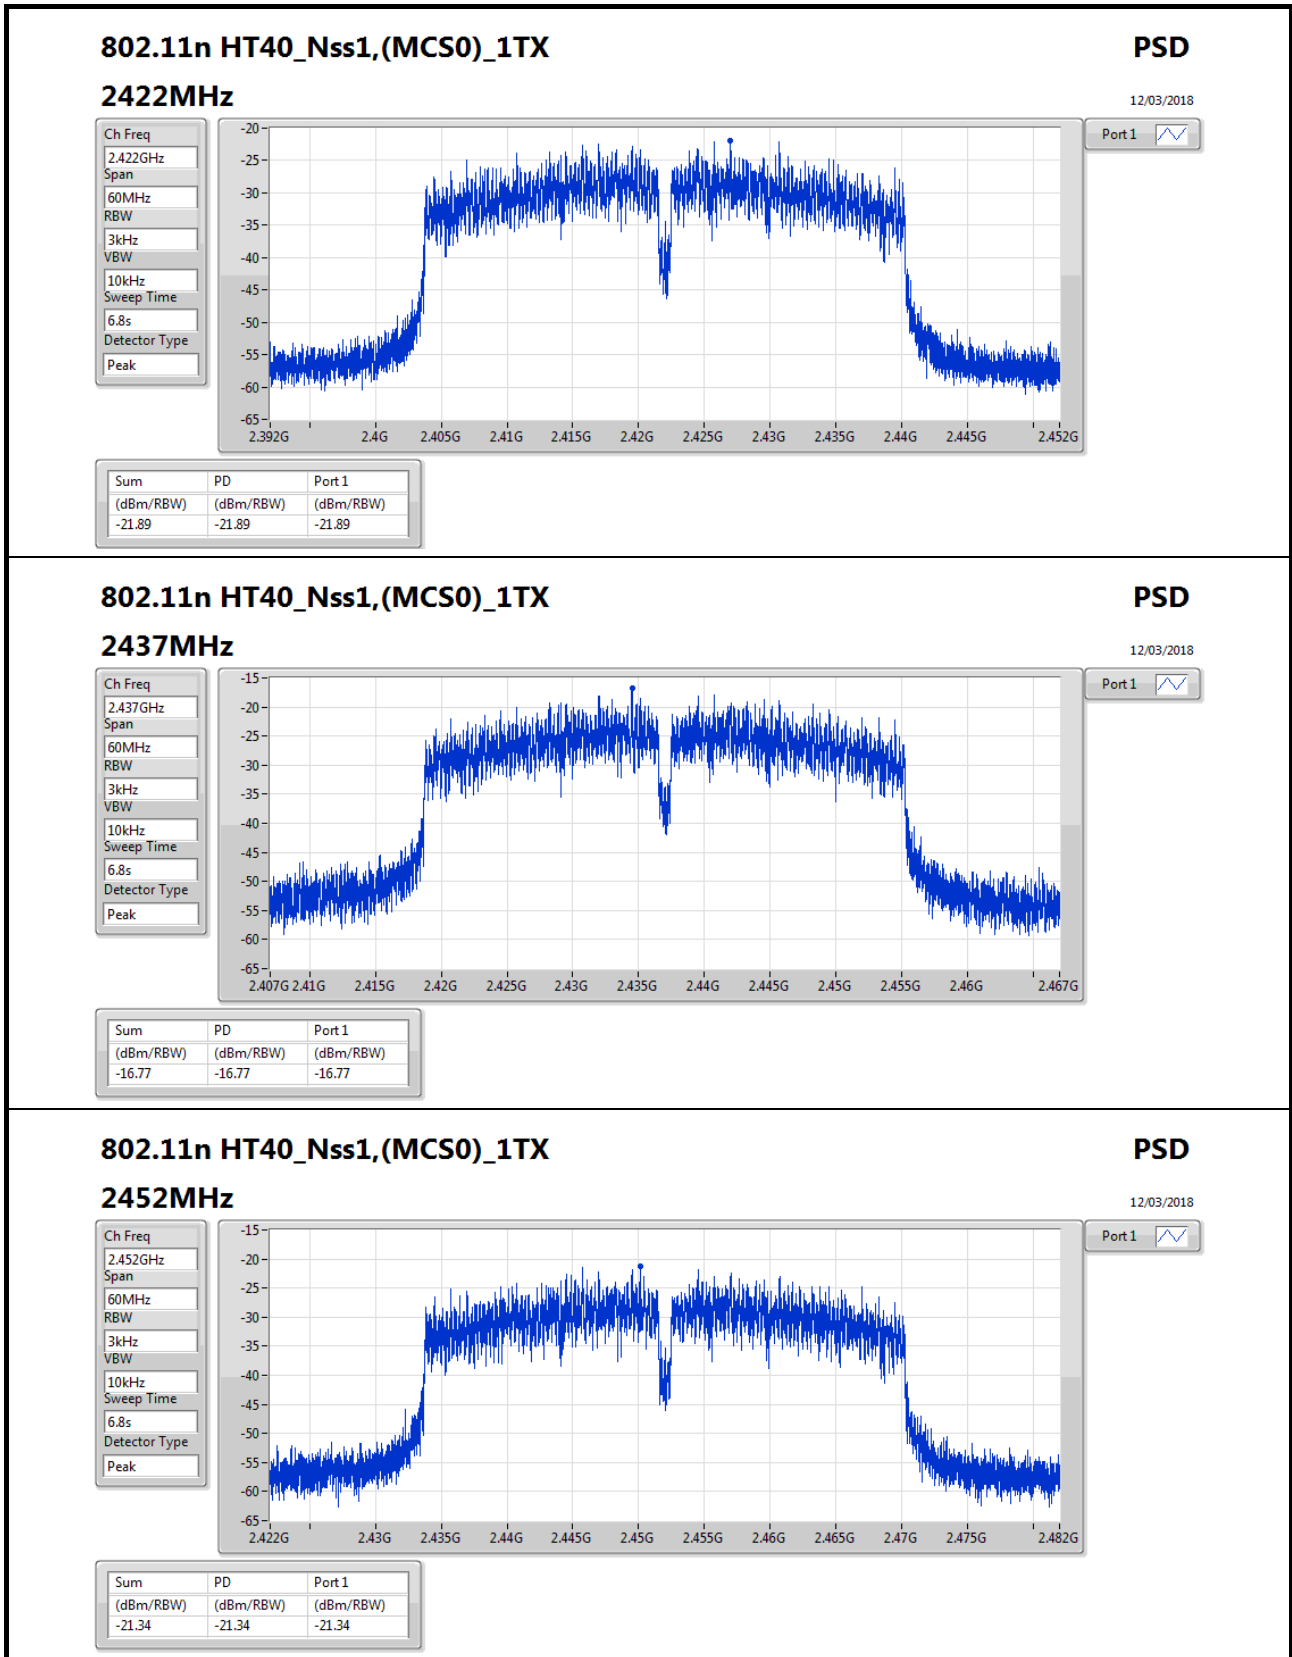 802.11n HT40_Nss1,(MCS0)_1TX PSD
2422MHz 12/03/2018
Ch Freq
2.422GHz
Span
60MHz
RBW
3kHz
VBW
10kHz
Sweep Time
6.8s
Detector Type
Peak
-20
-25
-30
-35
-40
-45
-50
-55
-60
-65
2.392G 2.4G 2.405G 2.41G 2.415G 2.42G 2.425G 2.43G 2.435G 2.44G 2.445G 2.452G
Port 1
Sum PD Port 1
(dBm/RBW) (dBm/RBW) (dBm/RBW)
-21.89 -21.89 -21.89
802.11n HT40_Nss1,(MCS0)_1TX PSD
2437MHz 12/03/2018
Ch Freq
2.437GHz
Span
60MHz
RBW
3kHz
VBW
10kHz
Sweep Time
6.8s
Detector Type
Peak
-15
-20
-25
-30
-35
-40
-45
-50
-55
-60
-65
2.407G 2.41G 2.415G 2.42G 2.425G 2.43G 2.435G 2.44G 2.445G 2.45G 2.455G 2.46G 2.467G
Port 1
Sum PD Port 1
(dBm/RBW) (dBm/RBW) (dBm/RBW)
-16.77 -16.77 -16.77
802.11n HT40_Nss1,(MCS0)_1TX PSD
2452MHz 12/03/2018
Ch Freq
2.452GHz
Span
60MHz
RBW
3kHz
VBW
10kHz
Sweep Time
6.8s
Detector Type
Peak
-15
-20
-25
-30
-35
-40
-45
-50
-55
-60
-65
2.422G 2.43G 2.435G 2.44G 2.445G 2.45G 2.455G 2.46G 2.465G 2.47G 2.475G 2.482G
Port 1
Sum PD Port 1
(dBm/RBW) (dBm/RBW) (dBm/RBW)
-21.34 -21.34 -21.34